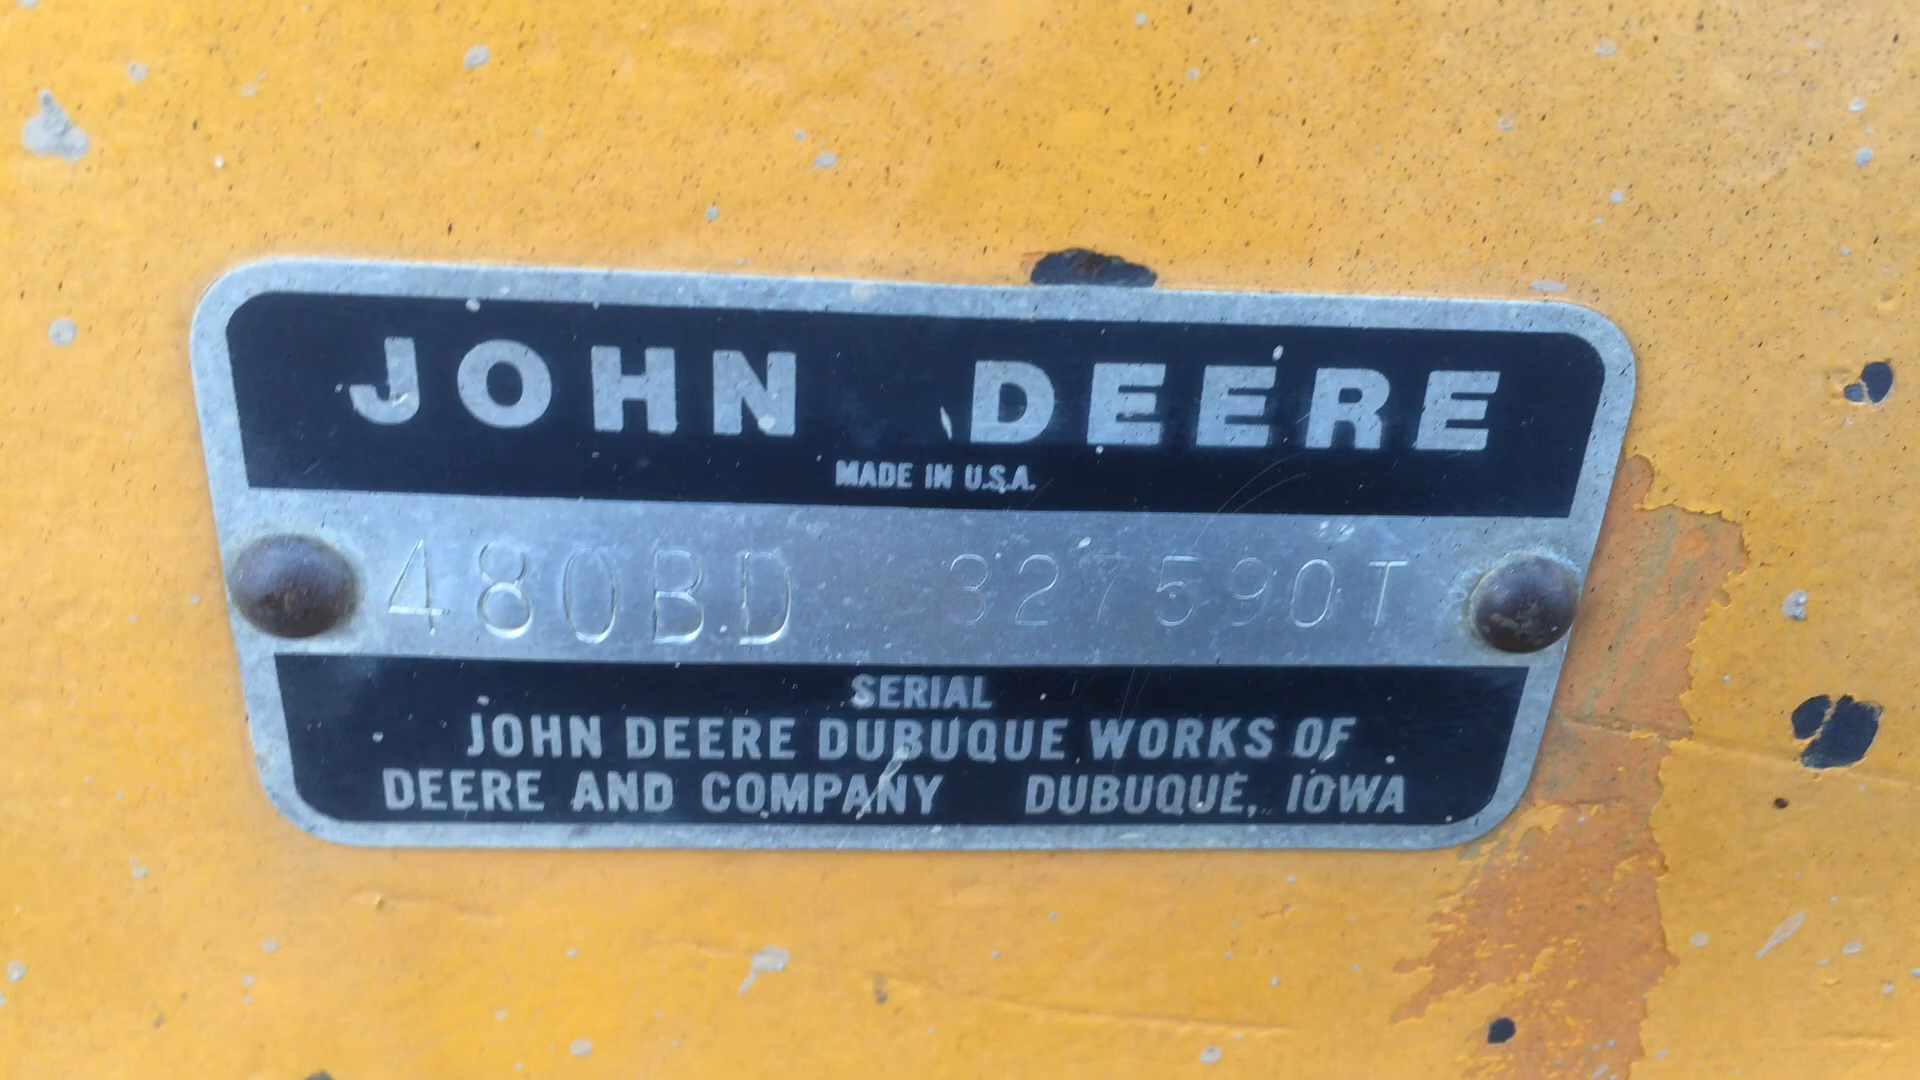 JOHN DEERE
MADE IN U.S.A.
480BD 327590T
SERIAL
JOHN DEERE DUBUQUE WORKS OF
DEERE AND COMPANY DUBUQUE, IOWA